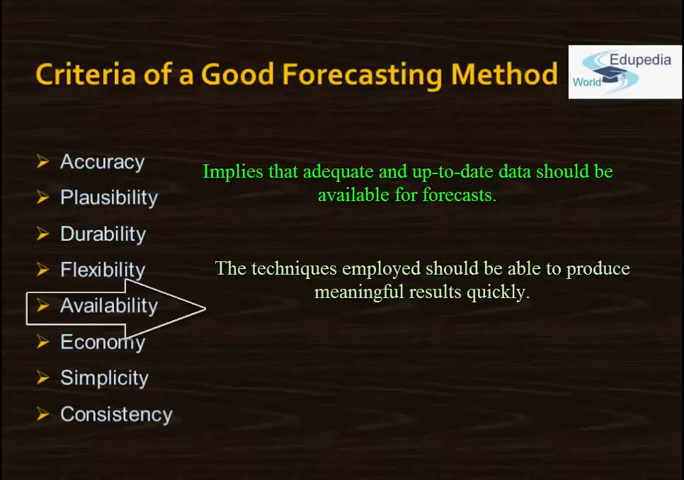 Criteria of a Good Forecasting Method
Edupedia
World
Accuracy
Plausibility
Durability
Flexibility
Availability
Economy
Simplicity
Consistency
Implies that adequate and up-to-date data should be
available for forecasts.
The techniques employed should be able to produce
meaningful results quickly.